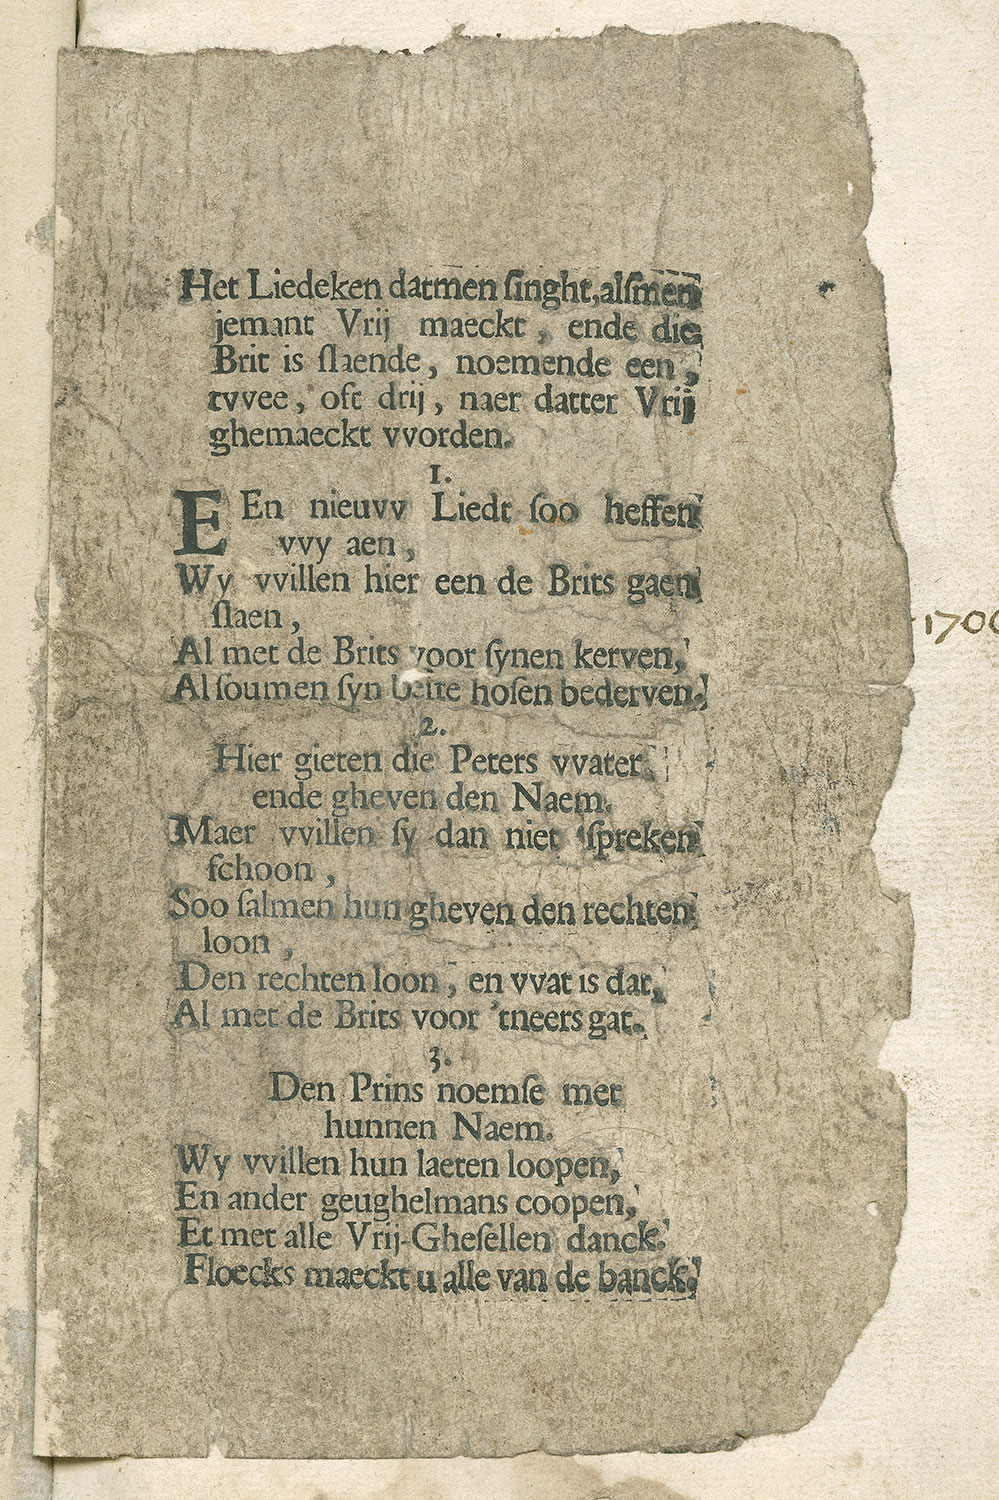 Het Liedeken datmen ſinght, alſmen
jemant Vrij maeckt, ende die
Brit is ſlaende, noemende een,
tvvee, oft drij, naer datter Vrij
ghemaeckt vvorden.
1.
EEn nieuvv Liedt ſoo heffen
vvy aen,
Wy vvillen hier een de Brits gaen
ſlaen,
Al met de Brits voor ſynen kerven,
Al ſoumen ſyn beſte hoſen bederven.
2.
Hier gieten die Peters vvater
ende gheven den Naem.
Maer vvillen ſy dan niet ſpreken
ſchoon,
Soo ſalmen hun gheven den rechten
loon,
Den rechten loon, en vvat is dat,
Al met de Brits voor 'tneers gat.
3.
Den Prins noemſe met
hunnen Naem.
Wy vvillen hun laeten loopen,
En ander geughelmans coopen,
Et met alle Vrij-Gheſellen danck.
Floecks maeckt u alle van de banck.